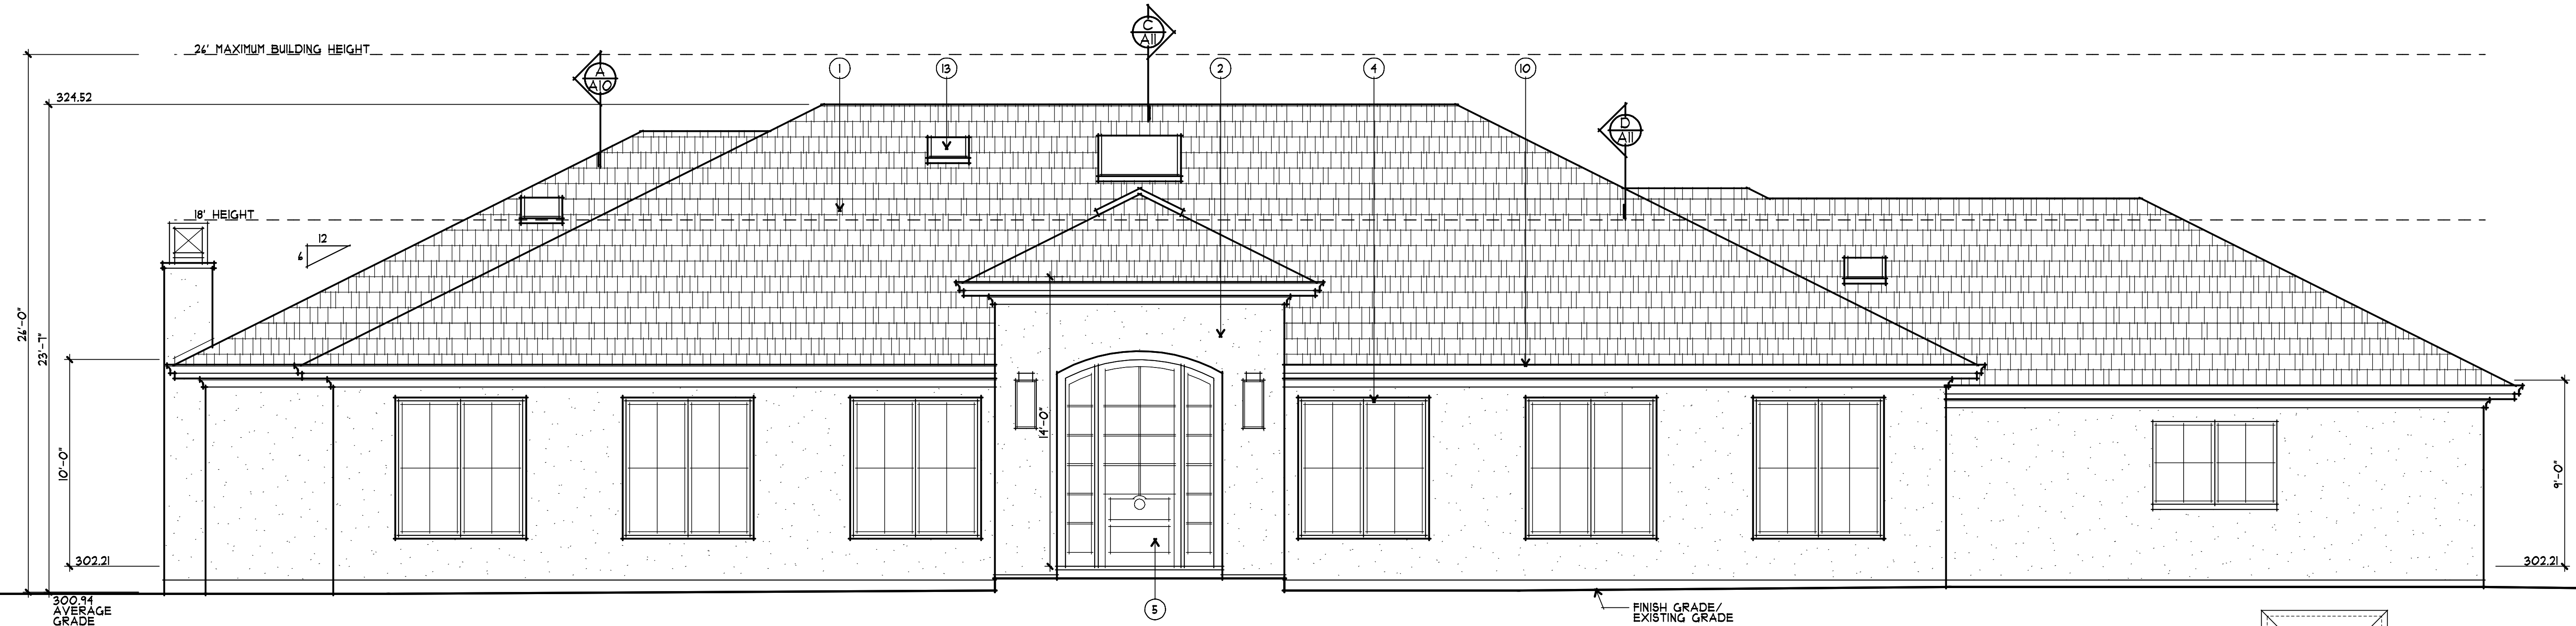 C
A11
26' MAXIMUM BUILDING HEIGHT
A
A10
1
13
2
4
10
324.52
D
A11
18' HEIGHT
12
6
26'-0"
23'-7"
14'-0"
10'-0"
9'-0"
302.21
302.21
300.94
AVERAGE
GRADE
5
FINISH GRADE/
EXISTING GRADE